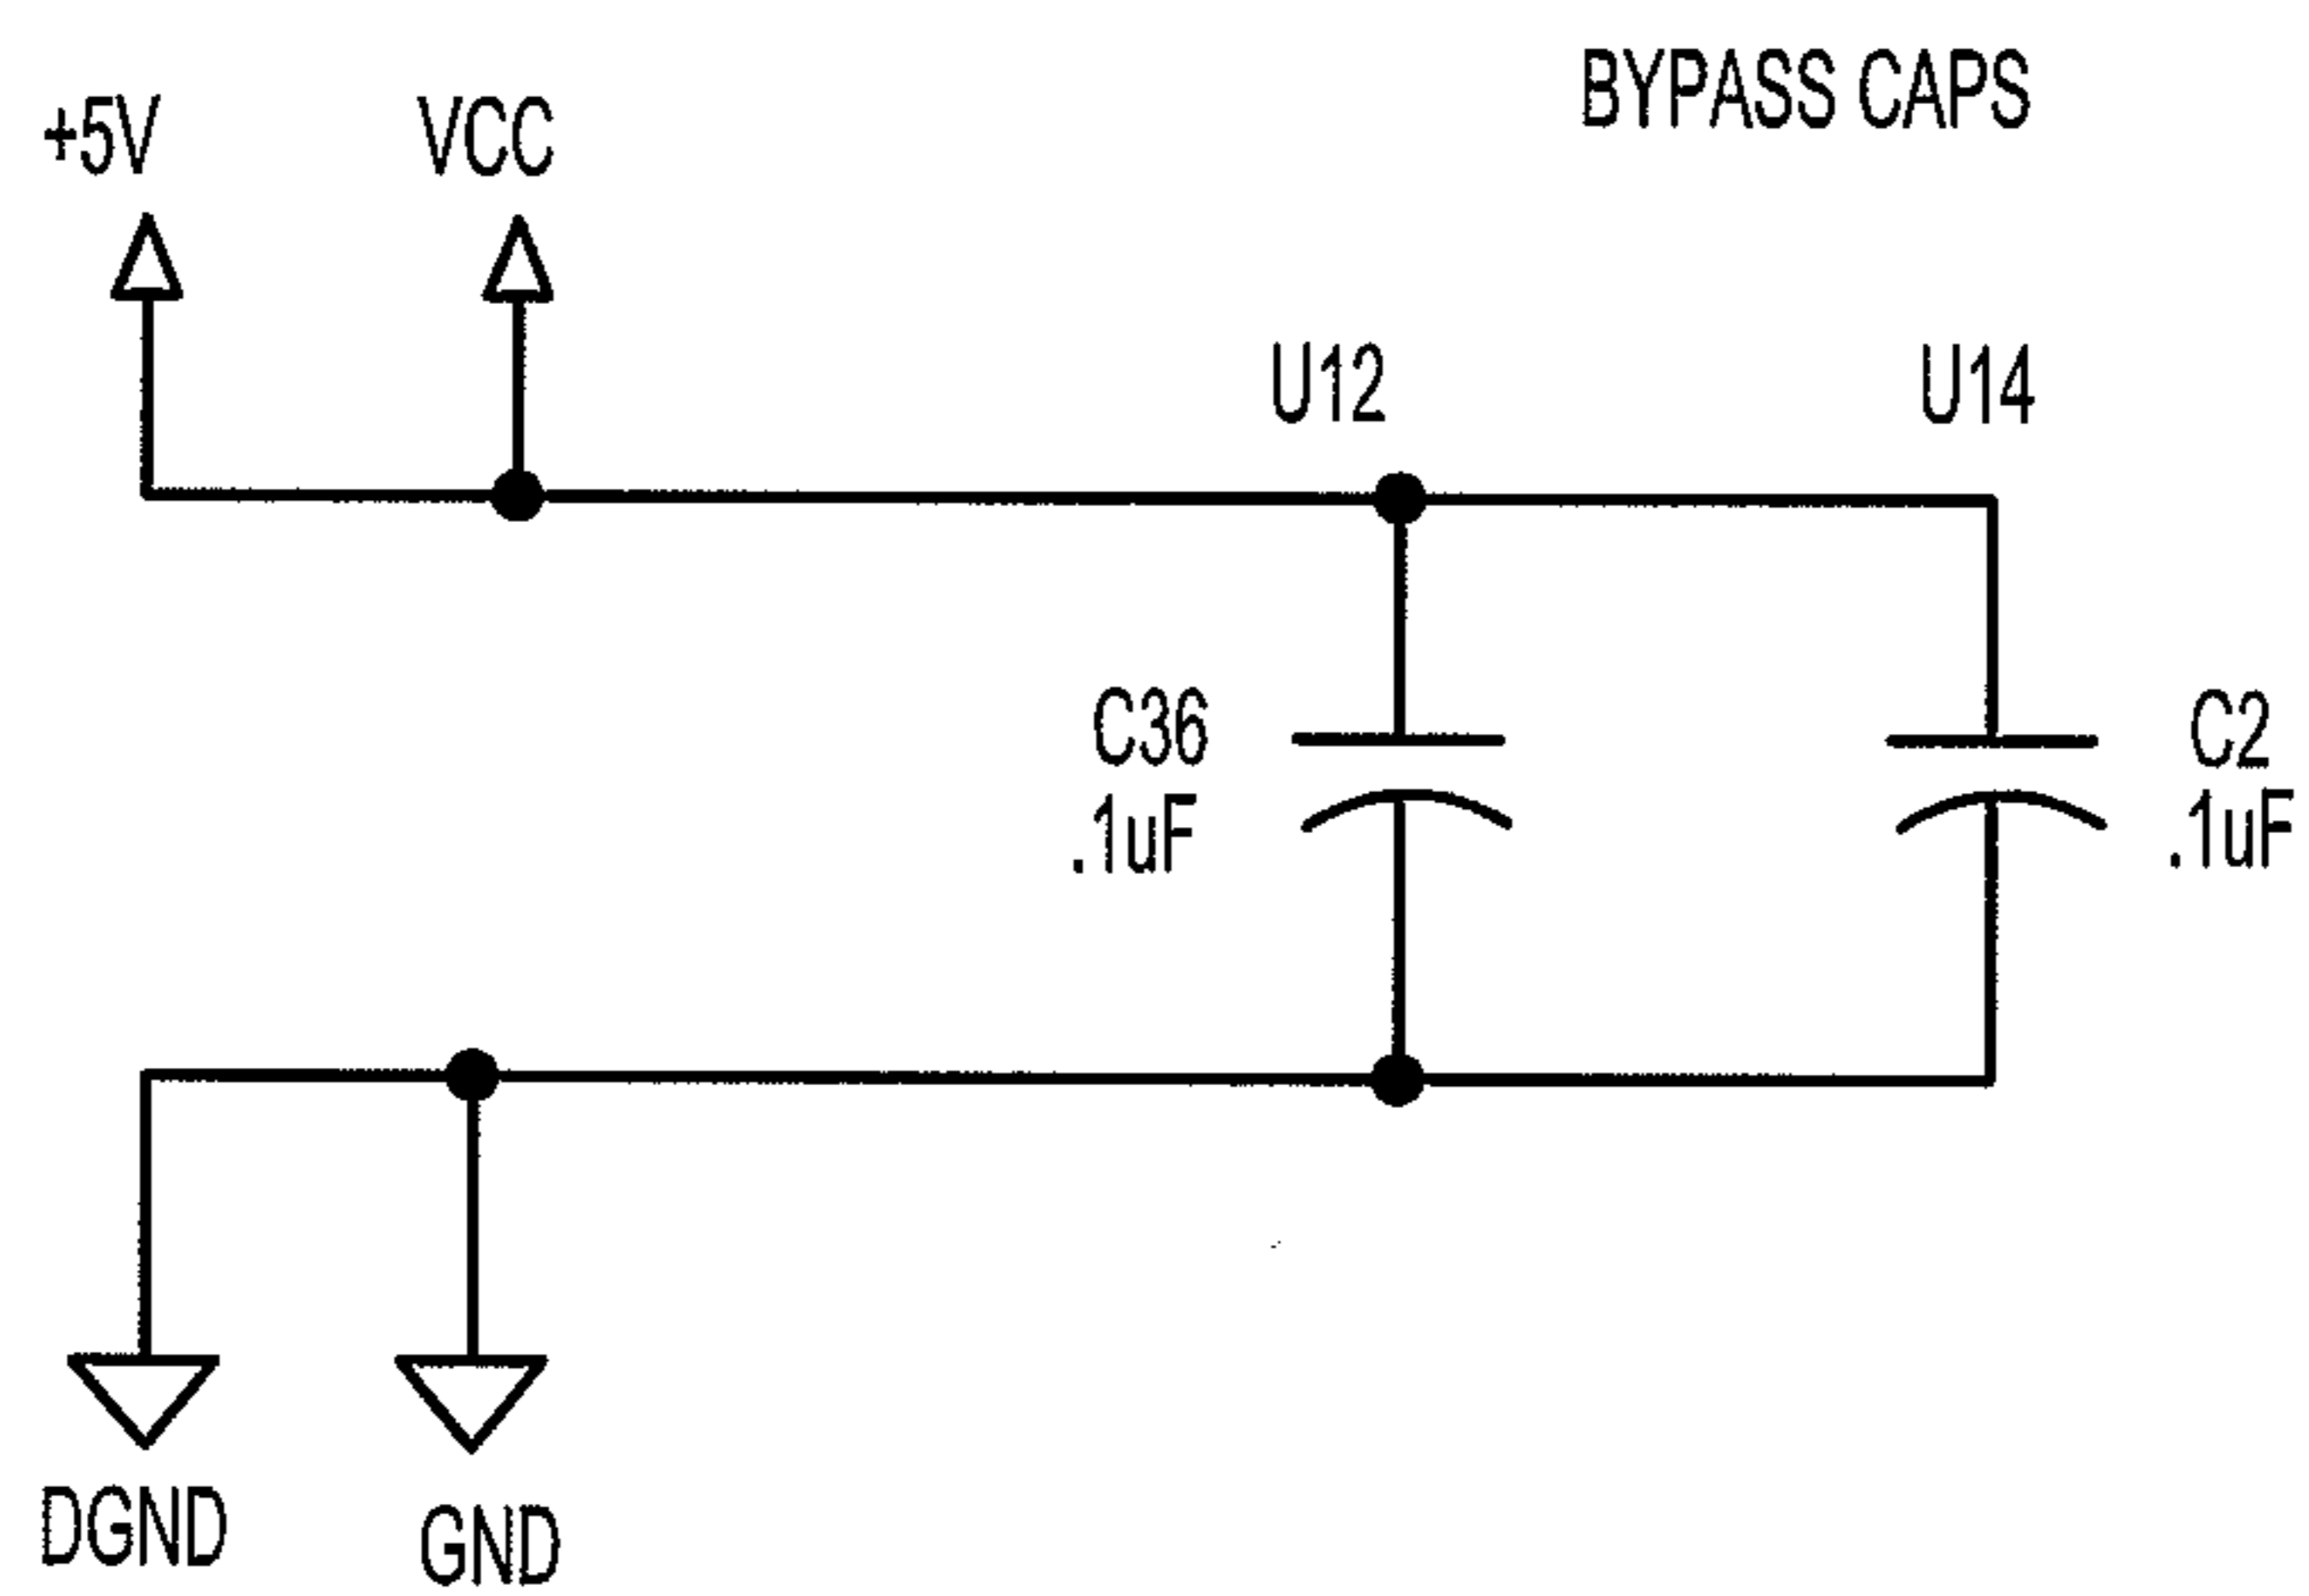 BYPASS CAPS
+5V
VCC
U12
U14
C36
.1uF
C2
.1uF
DGND
GND